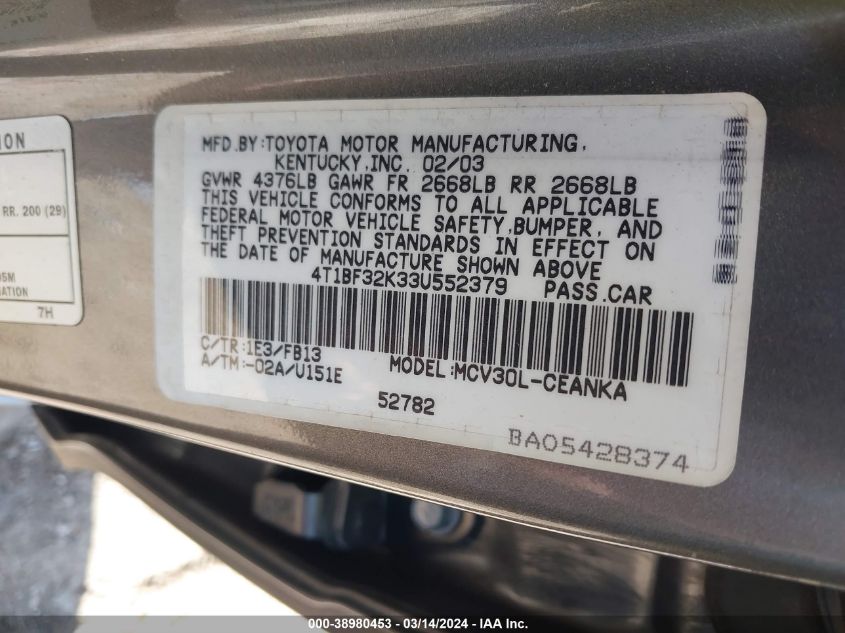 ION
RR. 200 (29)
05M
ATION
7H
MFD.BY:TOYOTA MOTOR MANUFACTURING,
KENTUCKY,INC. 02/03
GVWR 4376LB GAWR FR 2668LB RR 2668LB
THIS VEHICLE CONFORMS TO ALL APPLICABLE
FEDERAL MOTOR VEHICLE SAFETY,BUMPER, AND
THEFT PREVENTION STANDARDS IN EFFECT ON
THE DATE OF MANUFACTURE SHOWN ABOVE
4T1BF32K33U552379 PASS.CAR
C/TR:1E3/FB13
A/TM:-02A/U151E
MODEL:MCV30L-CEANKA
52782
BA05428374
000-38980453 - 03/14/2024 - IAAI.COM